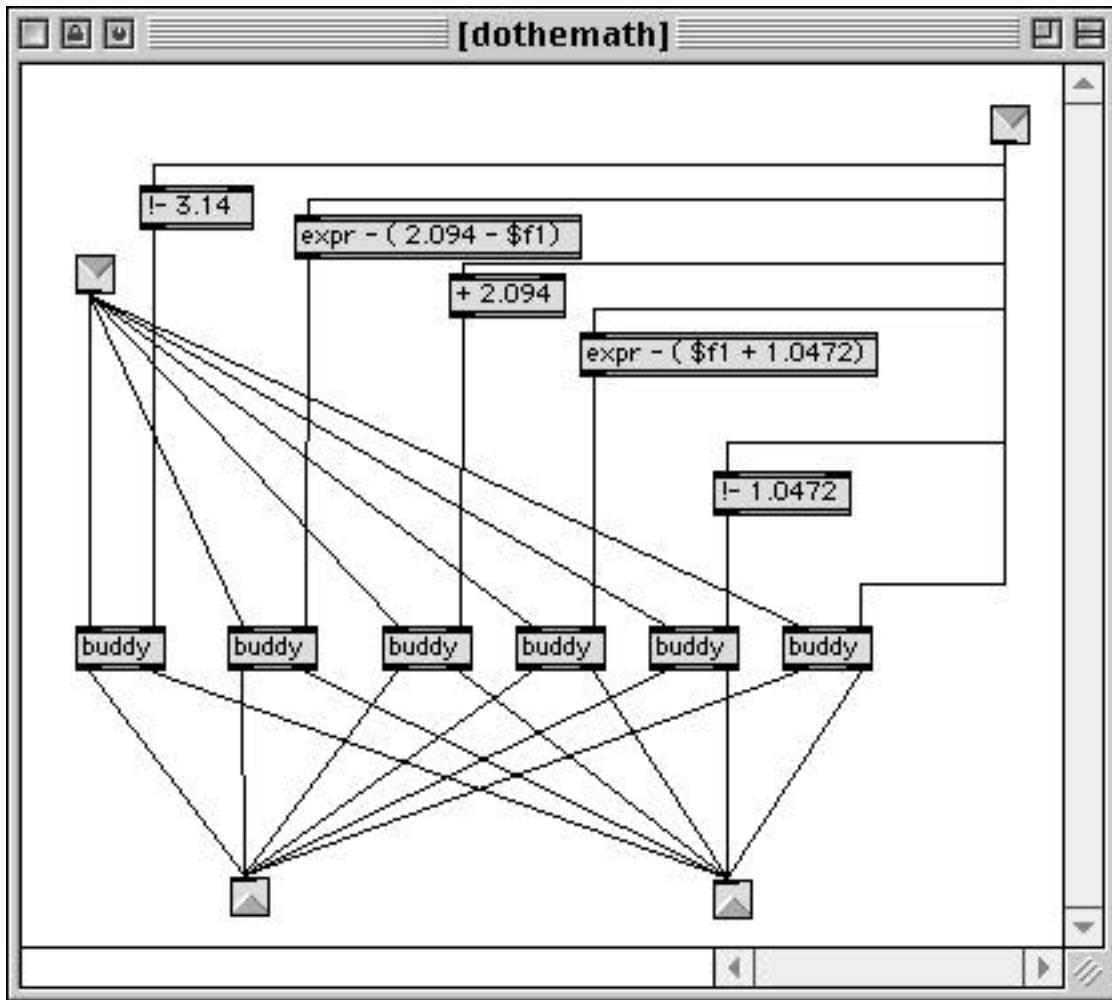 [dothemath]
!- 3.14
expr - ( 2.094 - $f1)
+ 2.094
expr - ( $f1 + 1.0472)
!- 1.0472
buddy buddy buddy buddy buddy buddy